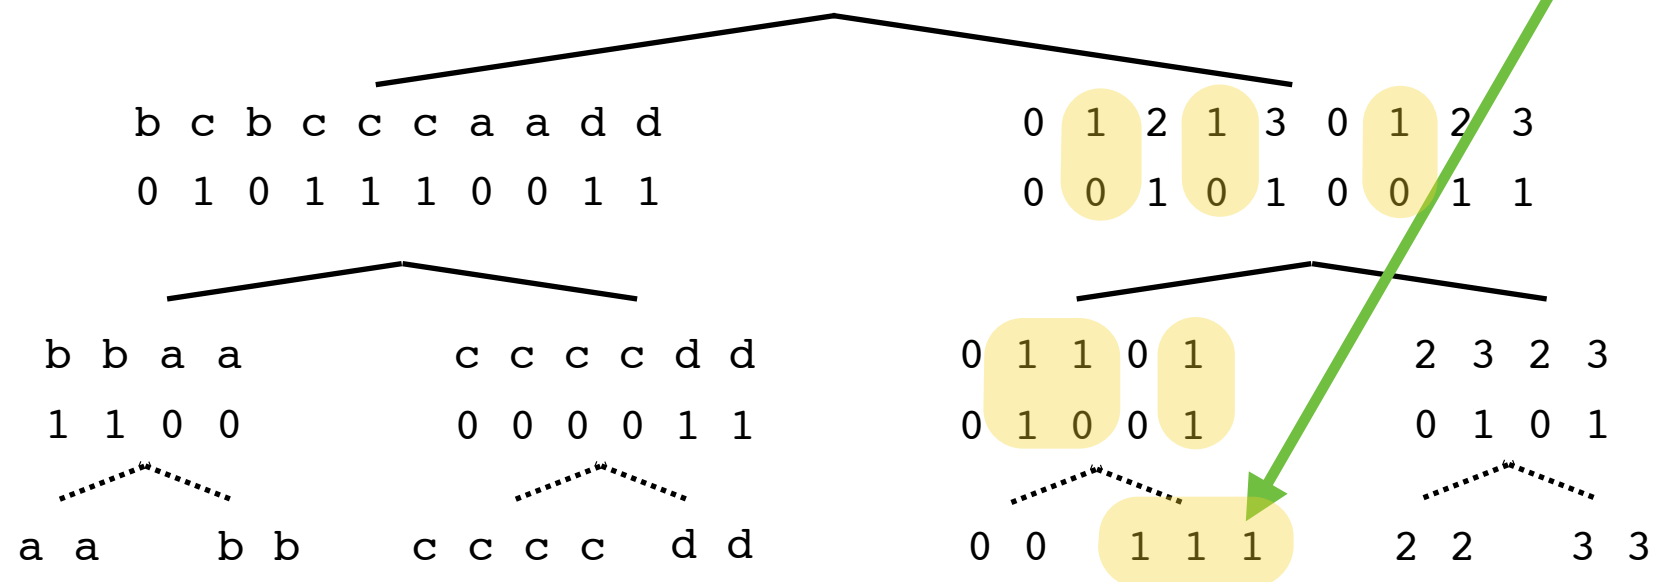 b c b c c c a a d d 0 1 2 1 3 0 1 2 3
0 1 0 1 1 1 0 0 1 1 0 0 1 0 1 0 0 1 1
b b a a c c c c d d 0 1 1 0 1 2 3 2 3
1 1 0 0 0 0 0 0 1 1 0 1 0 0 1 0 1 0 1
a a b b c c c c d d 0 0 1 1 1 2 2 3 3